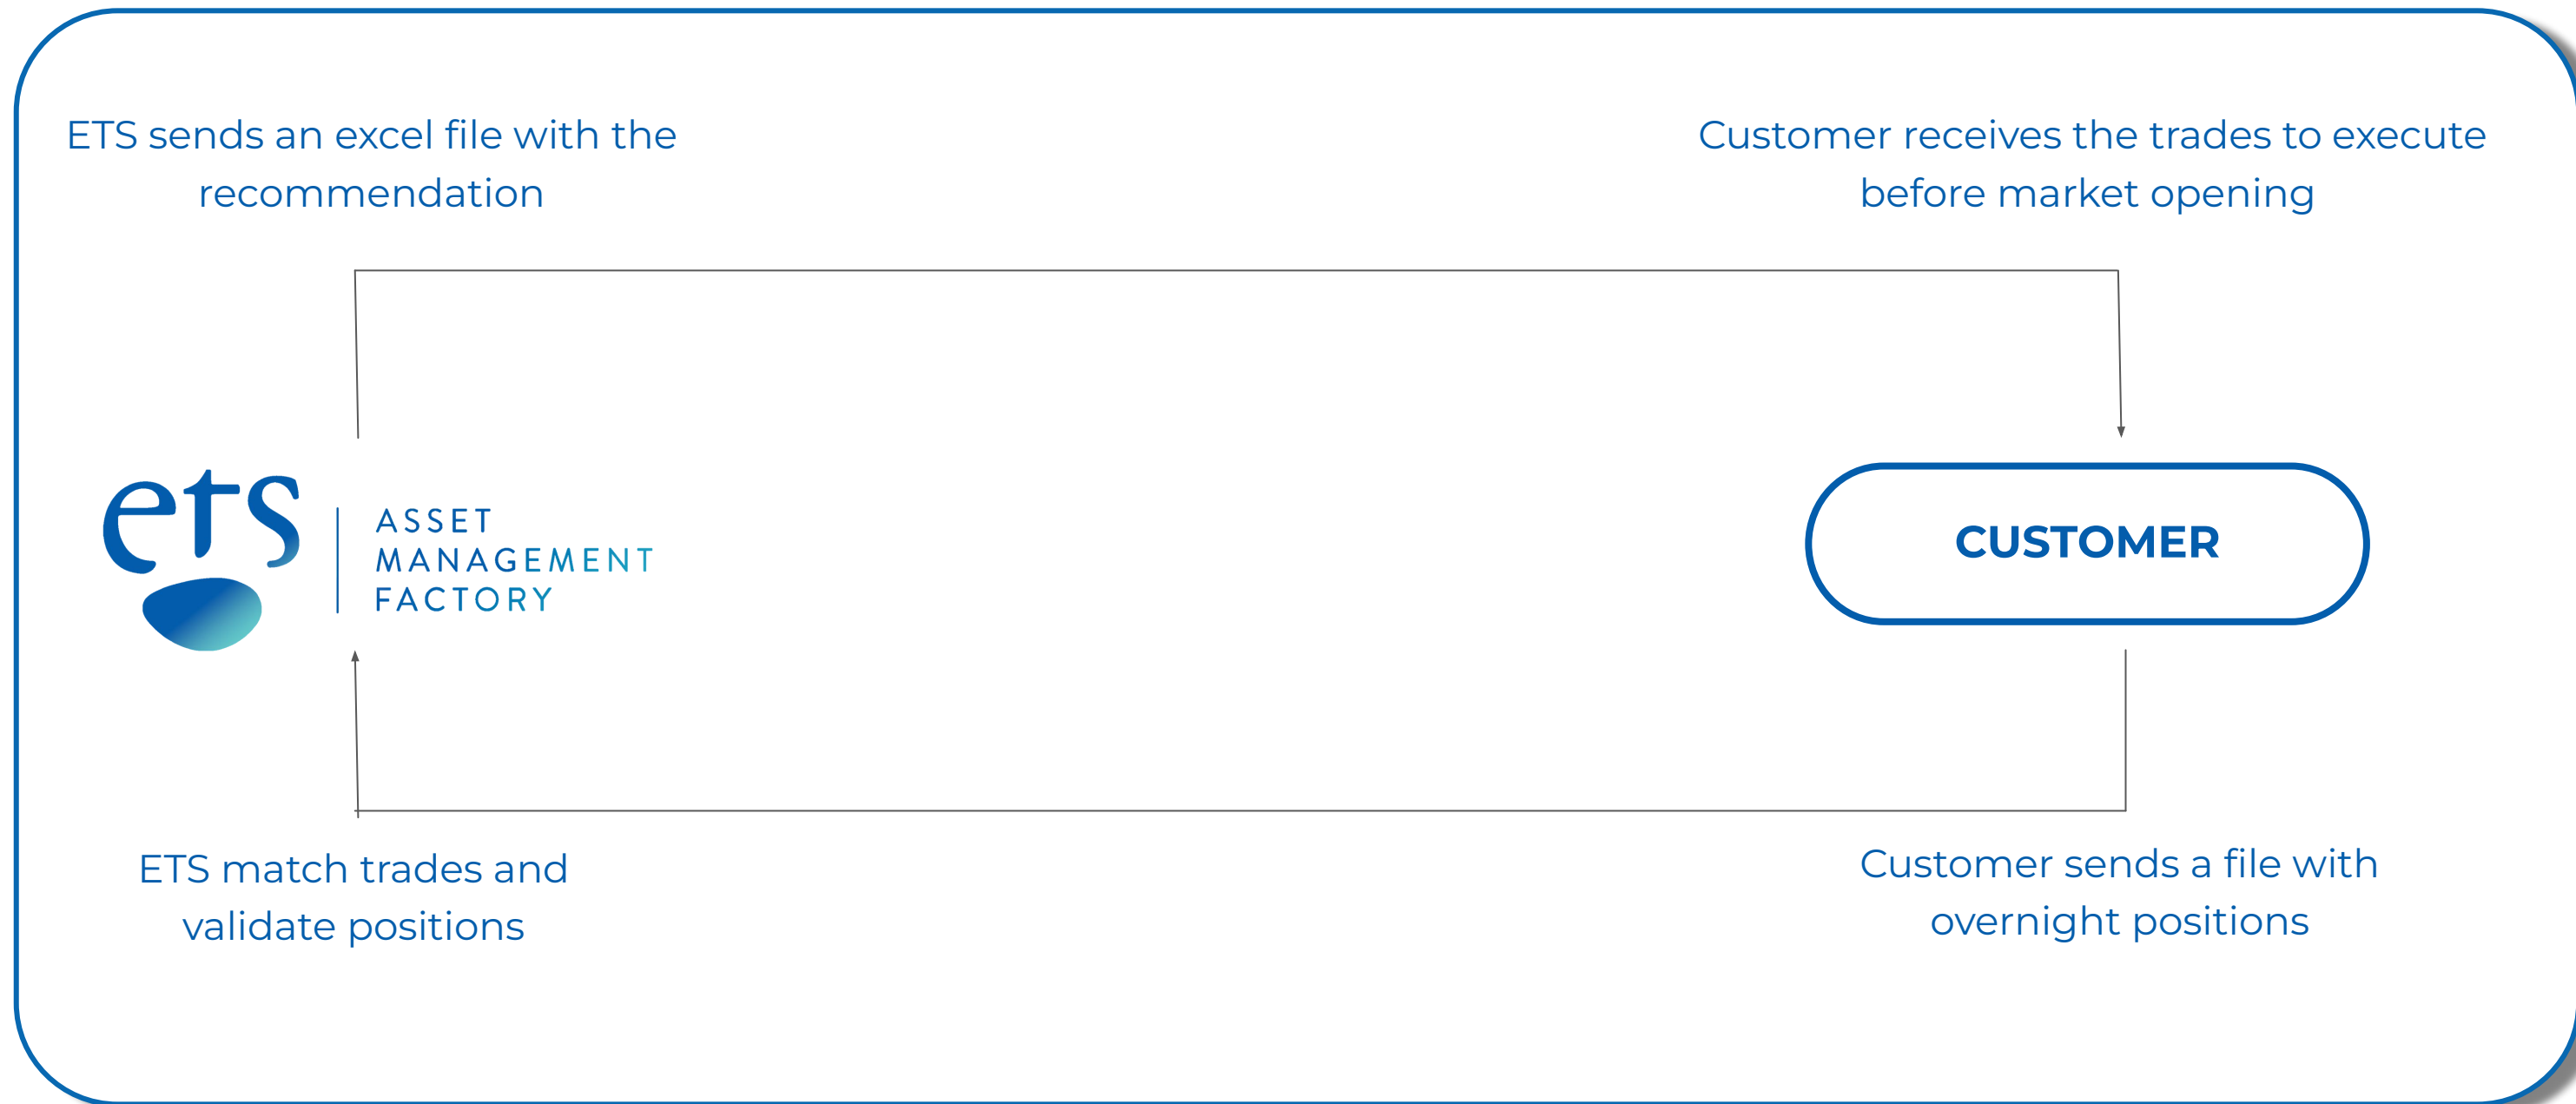 ETS sends an excel file with the
recommendation
Customer receives the trades to execute
before market opening
ets
ASSET
MANAGEMENT
FACTORY
CUSTOMER
ETS match trades and
validate positions
Customer sends a file with
overnight positions